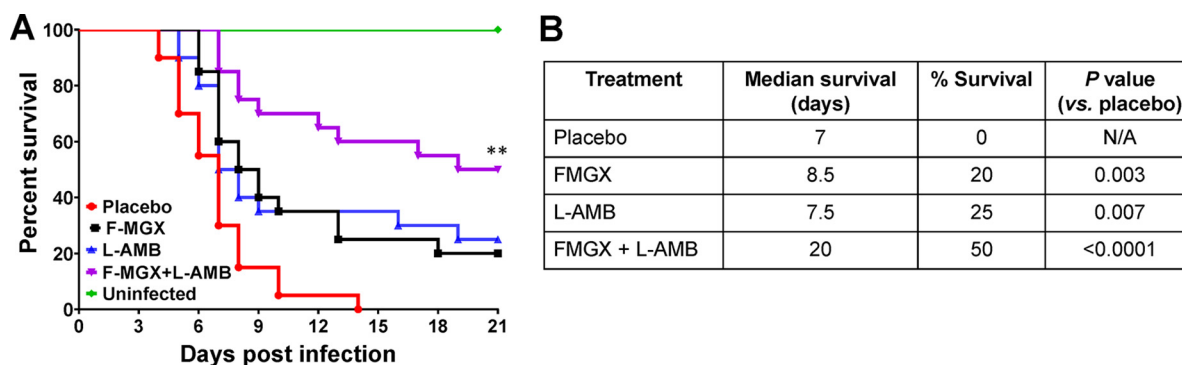 A
Percent survival
100
80
60
40
20
0
**
Placebo
F-MGX
L-AMB
F-MGX+L-AMB
Uninfected
0 3 6 9 12 15 18 21
Days post infection
B
Treatment Median survival (days) % Survival P value (vs. placebo)
Placebo 7 0 N/A
FMGX 8.5 20 0.003
L-AMB 7.5 25 0.007
FMGX + L-AMB 20 50 <0.0001